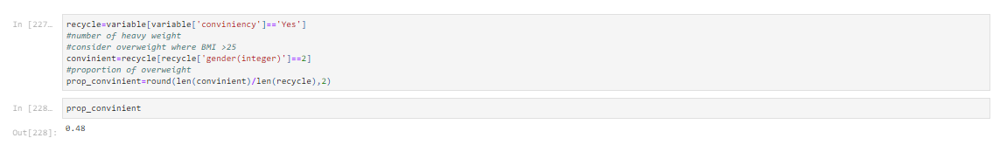 In [227…
recycle=variable[variable['conviniency']=='Yes']
#number of heavy weight
#consider overweight where BMI >25
convinient=recycle[recycle['gender(integer)']==2]
#proportion of overweight
prop_convinient=round(len(convinient)/len(recycle),2)
In [228…
prop_convinient
Out[228]:
0.48